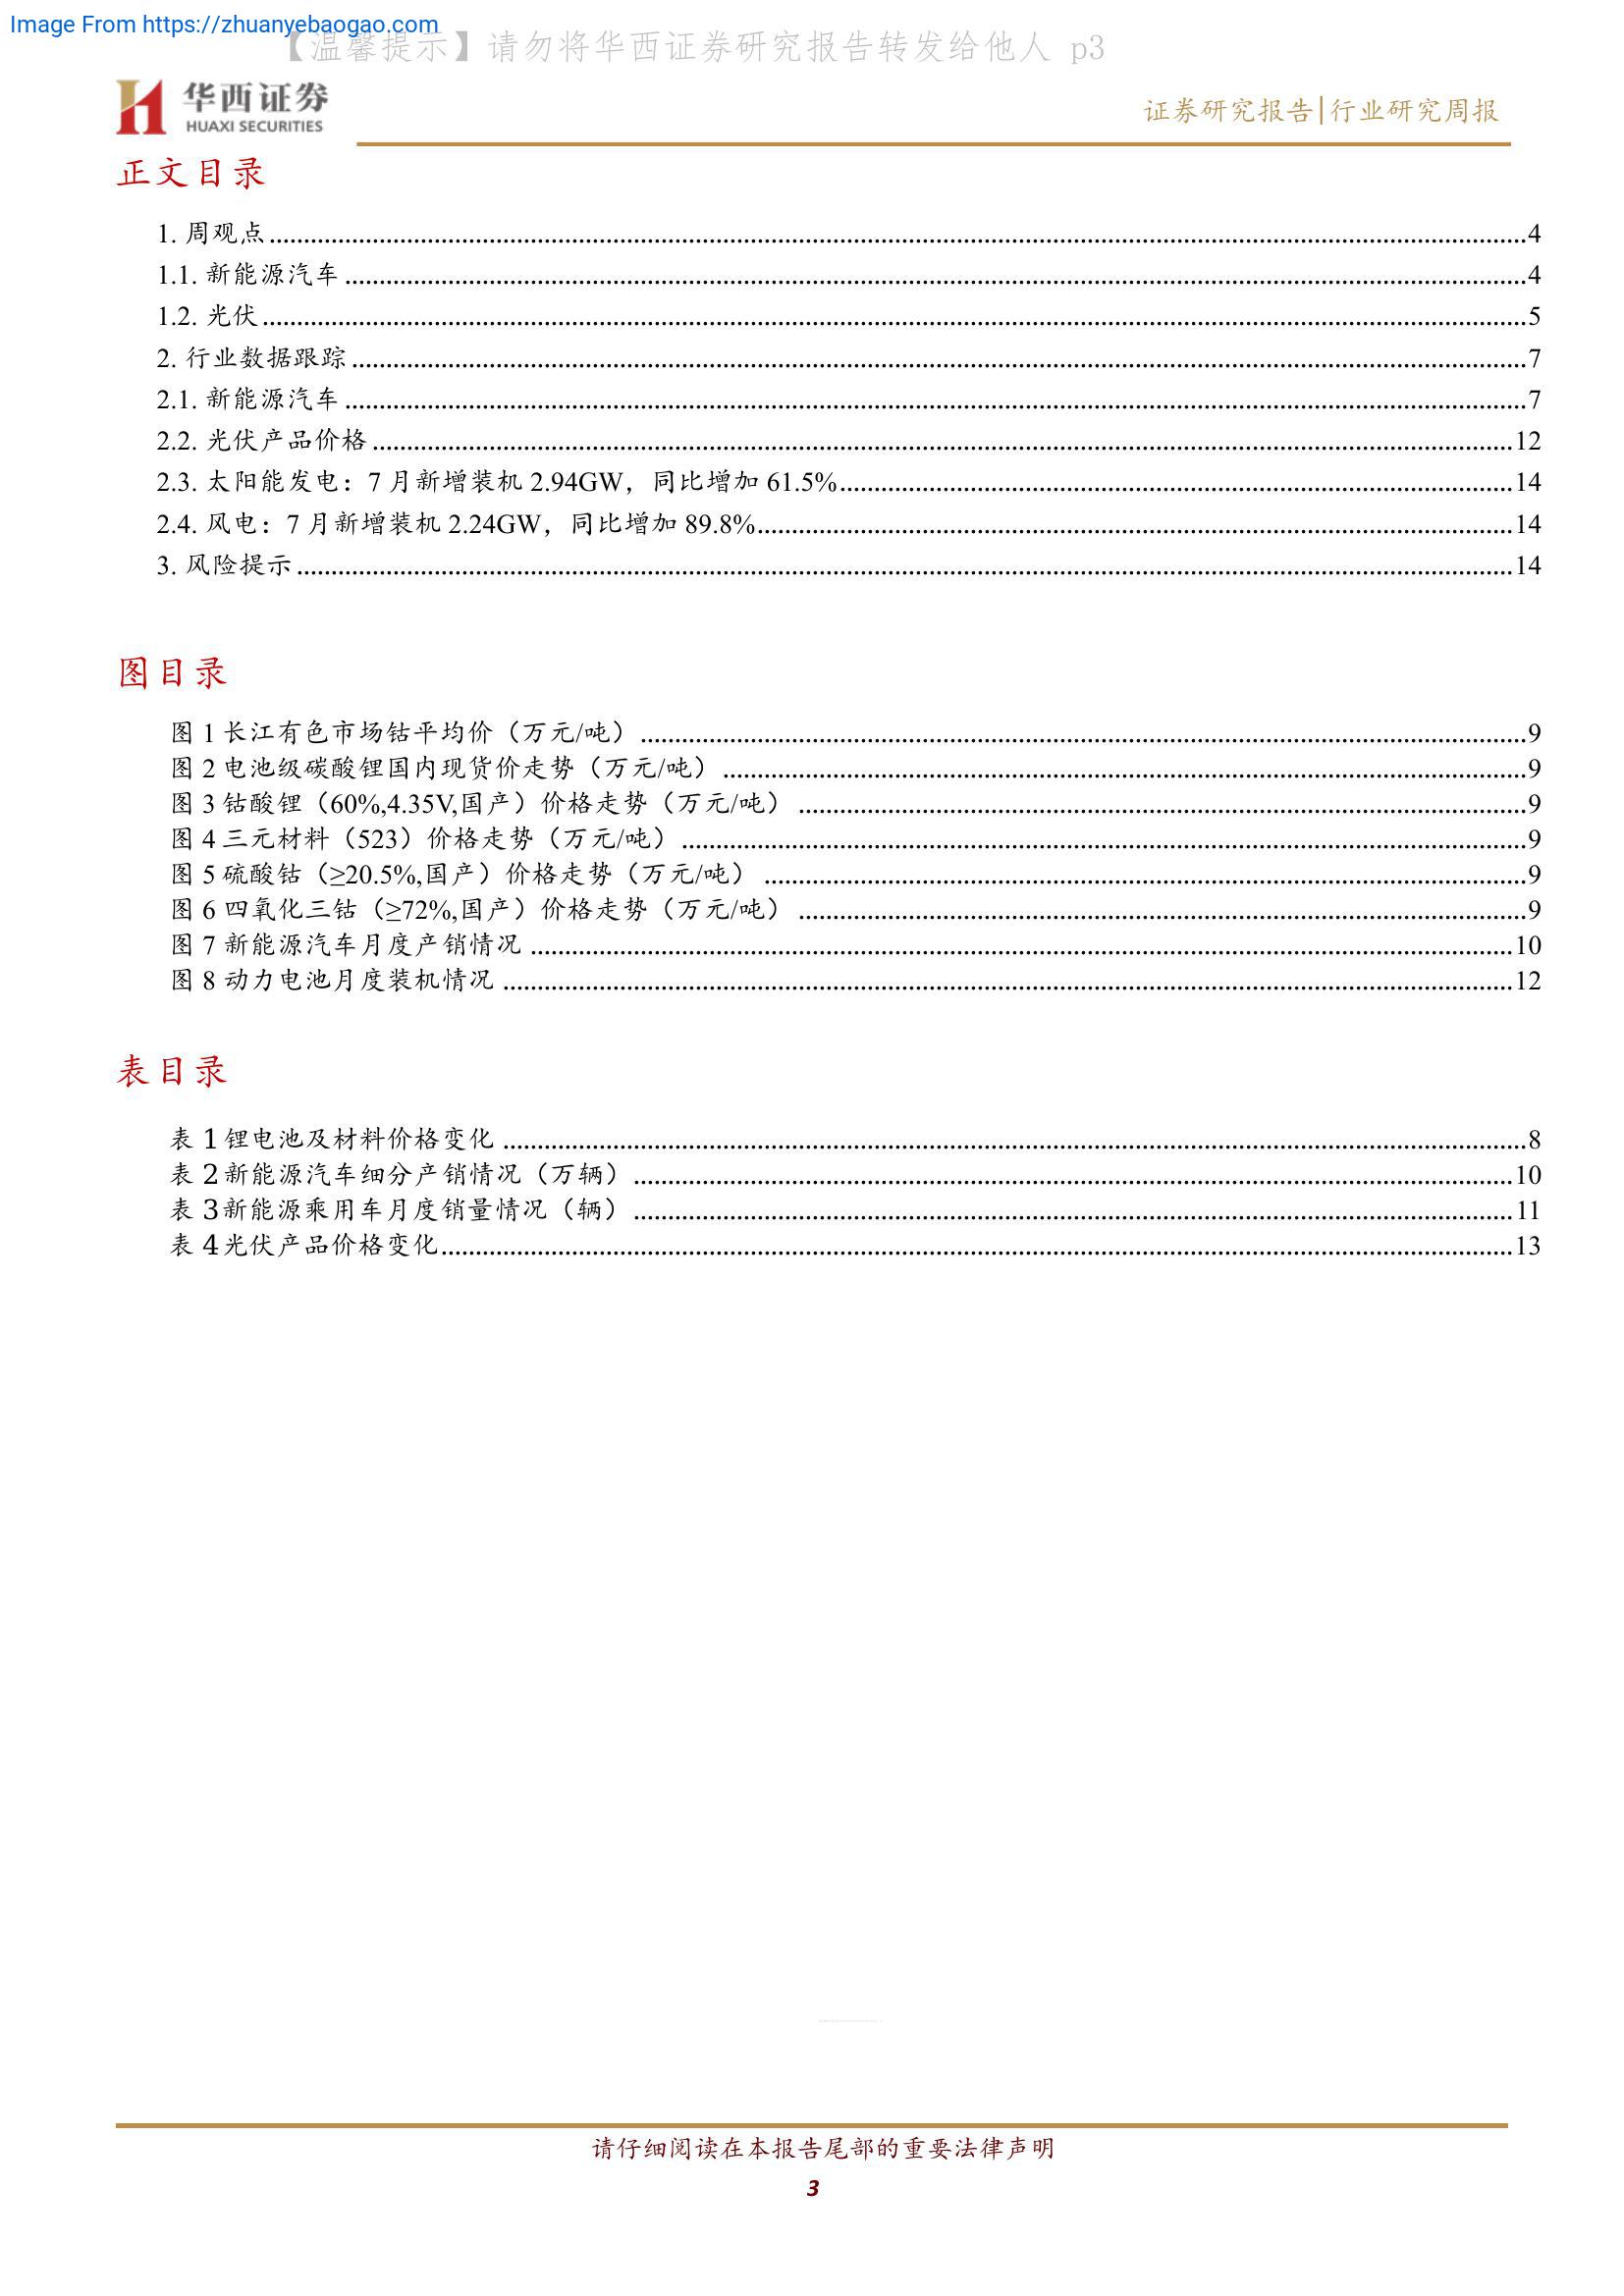 Image From https://zhuanyebaogao.com
【温馨提示】请勿将华西证券研究报告转发给他人 p3
华西证券
HUAXI SECURITIES
证券研究报告|行业研究周报
正文目录
1. 周观点 4
1.1. 新能源汽车 4
1.2. 光伏 5
2. 行业数据跟踪 7
2.1. 新能源汽车 7
2.2. 光伏产品价格 12
2.3. 太阳能发电：7 月新增装机 2.94GW，同比增加 61.5% 14
2.4. 风电：7 月新增装机 2.24GW，同比增加 89.8% 14
3. 风险提示 14
图目录
图 1 长江有色市场钴平均价（万元/吨） 9
图 2 电池级碳酸锂国内现货价走势（万元/吨） 9
图 3 钴酸锂（60%,4.35V,国产）价格走势（万元/吨） 9
图 4 三元材料（523）价格走势（万元/吨） 9
图 5 硫酸钴（≥20.5%,国产）价格走势（万元/吨） 9
图 6 四氧化三钴（≥72%,国产）价格走势（万元/吨） 9
图 7 新能源汽车月度产销情况 10
图 8 动力电池月度装机情况 12
表目录
表 1 锂电池及材料价格变化 8
表 2 新能源汽车细分产销情况（万辆） 10
表 3 新能源乘用车月度销量情况（辆） 11
表 4 光伏产品价格变化 13
请仔细阅读在本报告尾部的重要法律声明
3